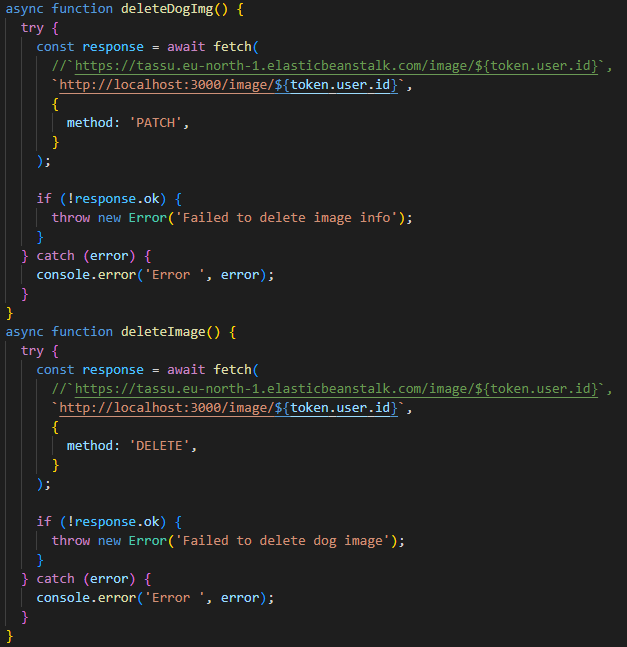 async function deleteDogImg() {
  try {
    const response = await fetch(
      //`https://tassu.eu-north-1.elasticbeanstalk.com/image/${token.user.id}`,
      `http://localhost:3000/image/${token.user.id}`,
      {
        method: 'PATCH',
      }
    );

    if (!response.ok) {
      throw new Error('Failed to delete image info');
    }
  } catch (error) {
    console.error('Error ', error);
  }
}
async function deleteImage() {
  try {
    const response = await fetch(
      //`https://tassu.eu-north-1.elasticbeanstalk.com/image/${token.user.id}`,
      `http://localhost:3000/image/${token.user.id}`,
      {
        method: 'DELETE',
      }
    );

    if (!response.ok) {
      throw new Error('Failed to delete dog image');
    }
  } catch (error) {
    console.error('Error ', error);
  }
}